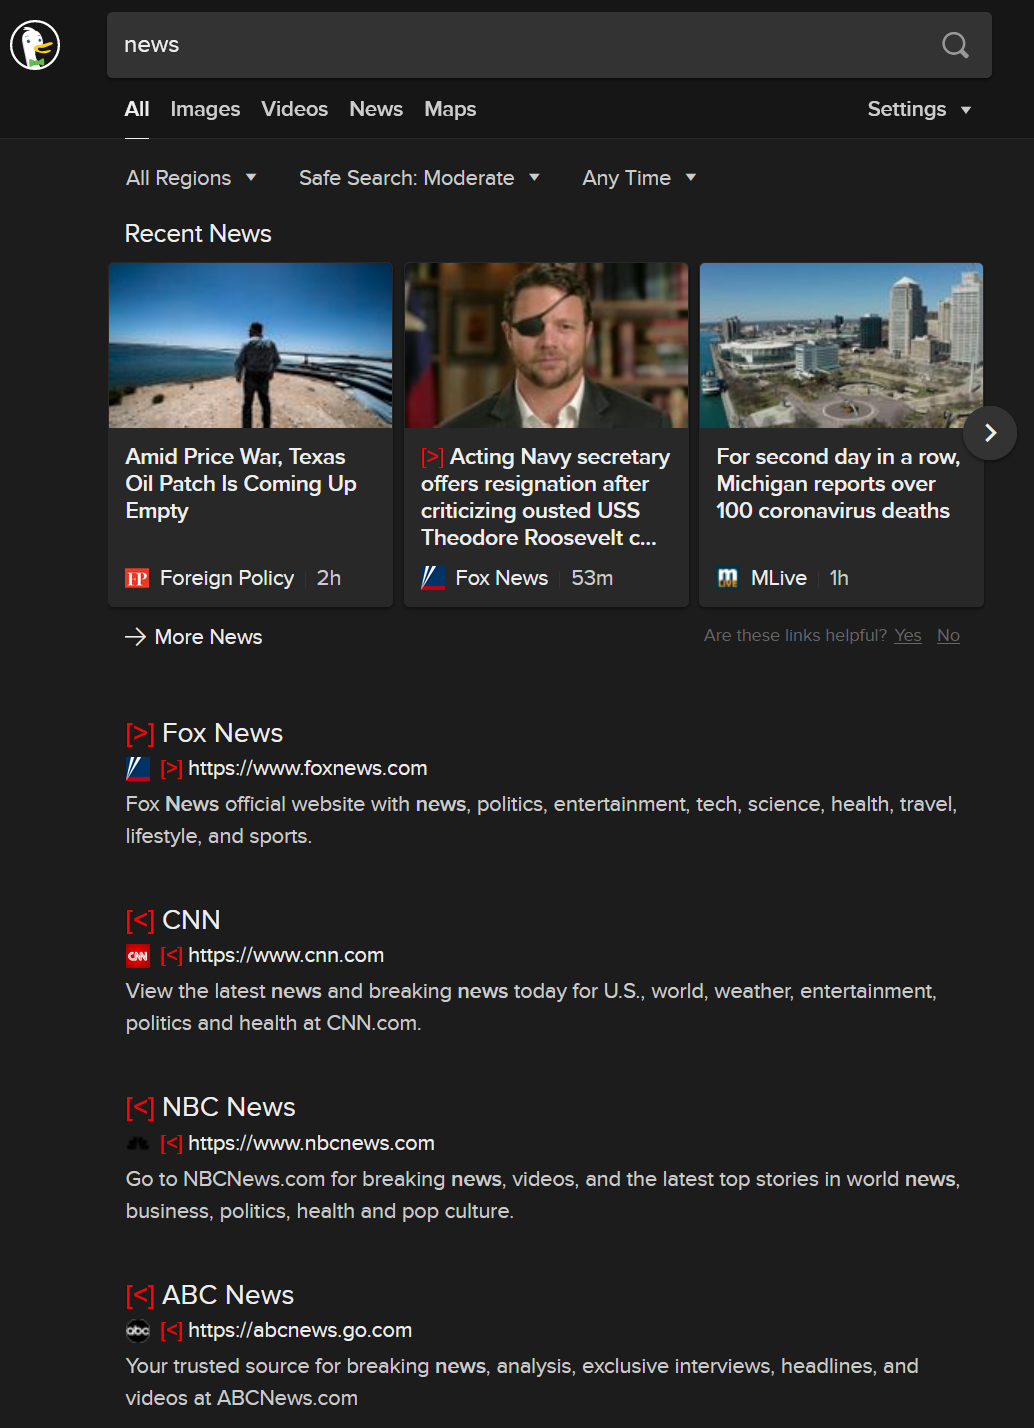 news
All Images Videos News Maps Settings
All Regions Safe Search: Moderate Any Time
Recent News
Amid Price War, Texas
Oil Patch Is Coming Up
Empty
FP Foreign Policy 2h
[>] Acting Navy secretary
offers resignation after
criticizing ousted USS
Theodore Roosevelt c...
Fox News 53m
For second day in a row,
Michigan reports over
100 coronavirus deaths
m LIVE MLive 1h
More News
Are these links helpful? Yes No
[>] Fox News
[>] https://www.foxnews.com
Fox News official website with news, politics, entertainment, tech, science, health, travel,
lifestyle, and sports.
[<] CNN
CNN [<] https://www.cnn.com
View the latest news and breaking news today for U.S., world, weather, entertainment,
politics and health at CNN.com.
[<] NBC News
[<] https://www.nbcnews.com
Go to NBCNews.com for breaking news, videos, and the latest top stories in world news,
business, politics, health and pop culture.
[<] ABC News
abc [<] https://abcnews.go.com
Your trusted source for breaking news, analysis, exclusive interviews, headlines, and
videos at ABCNews.com